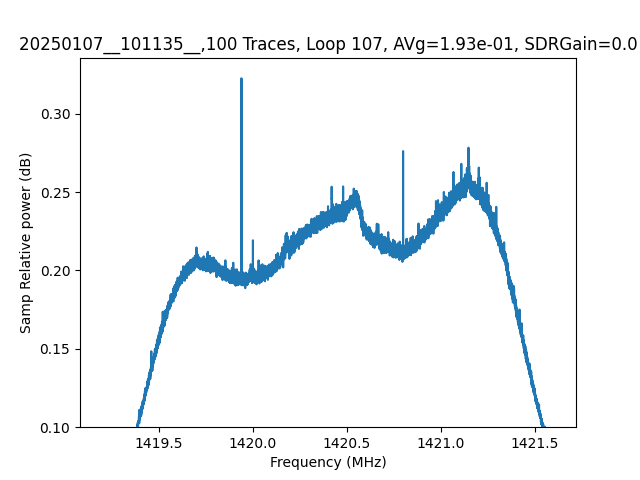 20250107__101135__,100 Traces, Loop 107, AVg=1.93e-01, SDRGain=0.0
0.30
0.25
0.20
0.15
0.10
Samp Relative power (dB)
1419.5 1420.0 1420.5 1421.0 1421.5
Frequency (MHz)